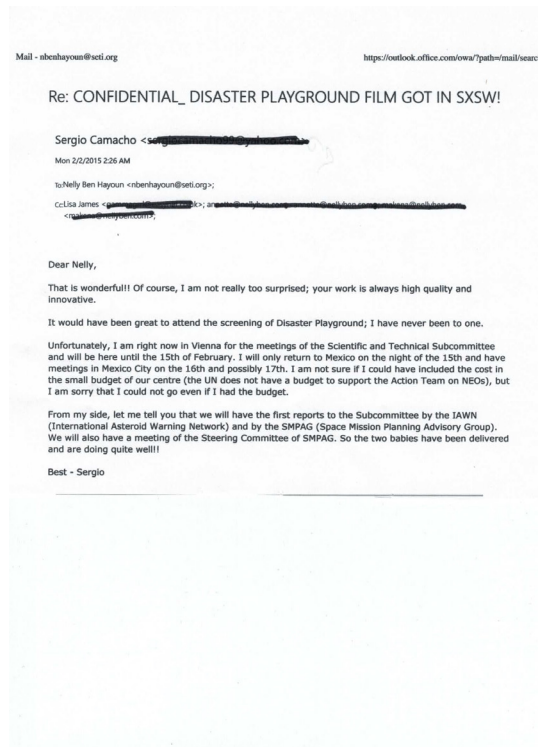 Mail - nbenhayoun@seti.org
https://outlook.office.com/owa/?path=/mail/searc
Re: CONFIDENTIAL_ DISASTER PLAYGROUND FILM GOT IN SXSW!
Sergio Camacho <
Mon 2/2/2015 2:26 AM
To:Nelly Ben Hayoun <nbenhayoun@seti.org>;
Cc:Lisa James <
Dear Nelly,
That is wonderful!! Of course, I am not really too surprised; your work is always high quality and
innovative.
It would have been great to attend the screening of Disaster Playground; I have never been to one.
Unfortunately, I am right now in Vienna for the meetings of the Scientific and Technical Subcommittee
and will be here until the 15th of February. I will only return to Mexico on the night of the 15th and have
meetings in Mexico City on the 16th and possibly 17th. I am not sure if I could have included the cost in
the small budget of our centre (the UN does not have a budget to support the Action Team on NEOs), but
I am sorry that I could not go even if I had the budget.
From my side, let me tell you that we will have the first reports to the Subcommittee by the IAWN
(International Asteroid Warning Network) and by the SMPAG (Space Mission Planning Advisory Group).
We will also have a meeting of the Steering Committee of SMPAG. So the two babies have been delivered
and are doing quite well!!
Best - Sergio